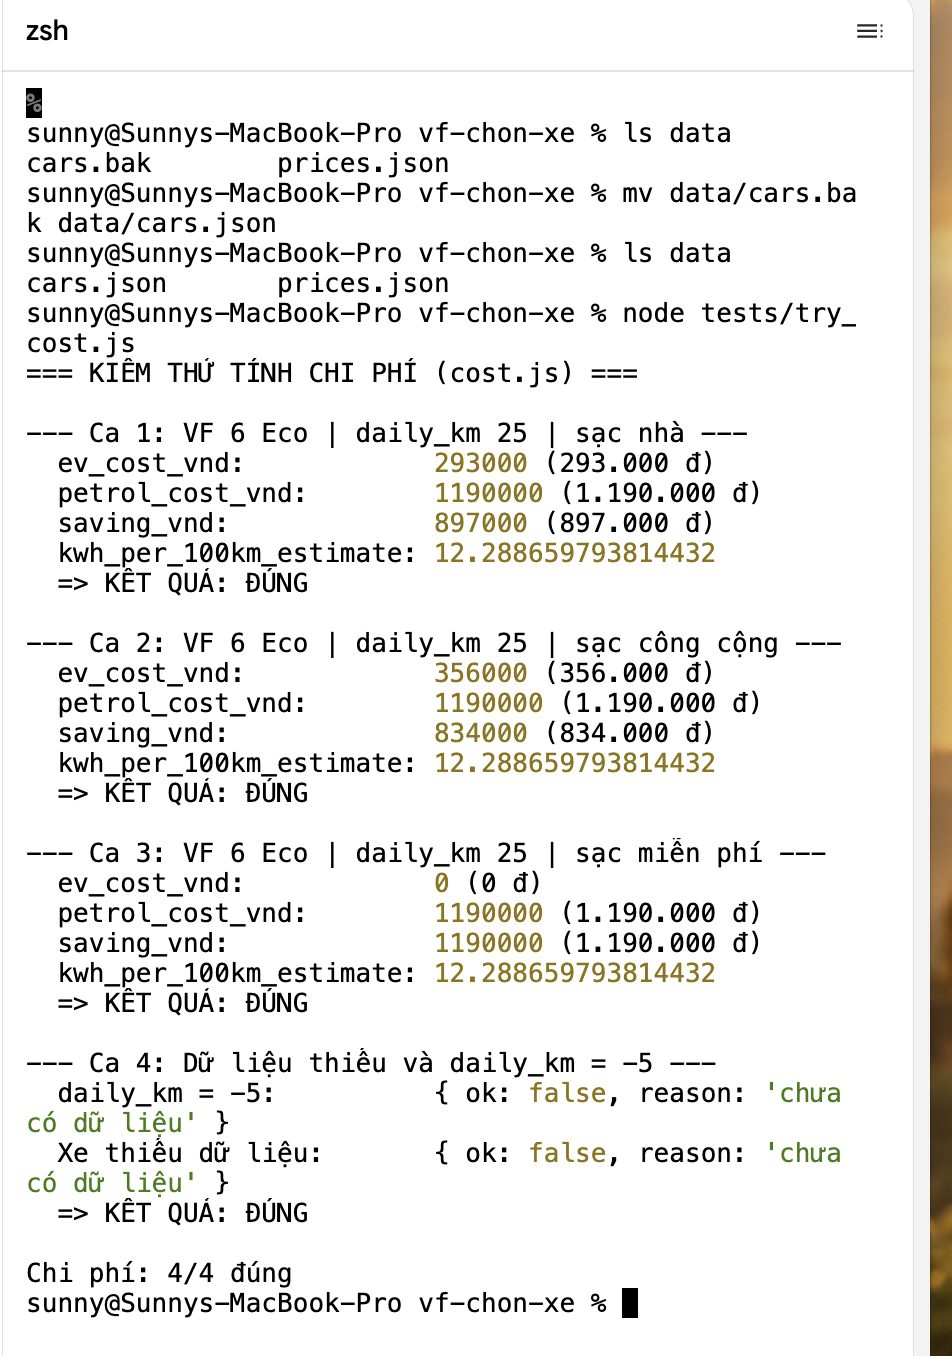 zsh
%
sunny@Sunnys-MacBook-Pro vf-chon-xe % ls data
cars.bak        prices.json
sunny@Sunnys-MacBook-Pro vf-chon-xe % mv data/cars.ba
k data/cars.json
sunny@Sunnys-MacBook-Pro vf-chon-xe % ls data
cars.json       prices.json
sunny@Sunnys-MacBook-Pro vf-chon-xe % node tests/try_
cost.js
=== KIỂM THỬ TÍNH CHI PHÍ (cost.js) ===
--- Ca 1: VF 6 Eco | daily_km 25 | sạc nhà ---
ev_cost_vnd:            293000 (293.000 đ)
petrol_cost_vnd:        1190000 (1.190.000 đ)
saving_vnd:             897000 (897.000 đ)
kwh_per_100km_estimate: 12.288659793814432
=> KẾT QUẢ: ĐÚNG
--- Ca 2: VF 6 Eco | daily_km 25 | sạc công cộng ---
ev_cost_vnd:            356000 (356.000 đ)
petrol_cost_vnd:        1190000 (1.190.000 đ)
saving_vnd:             834000 (834.000 đ)
kwh_per_100km_estimate: 12.288659793814432
=> KẾT QUẢ: ĐÚNG
--- Ca 3: VF 6 Eco | daily_km 25 | sạc miễn phí ---
ev_cost_vnd:            0 (0 đ)
petrol_cost_vnd:        1190000 (1.190.000 đ)
saving_vnd:             1190000 (1.190.000 đ)
kwh_per_100km_estimate: 12.288659793814432
=> KẾT QUẢ: ĐÚNG
--- Ca 4: Dữ liệu thiếu và daily_km = -5 ---
daily_km = -5:          { ok: false, reason: 'chưa
có dữ liệu' }
Xe thiếu dữ liệu:       { ok: false, reason: 'chưa
có dữ liệu' }
=> KẾT QUẢ: ĐÚNG
Chi phí: 4/4 đúng
sunny@Sunnys-MacBook-Pro vf-chon-xe %